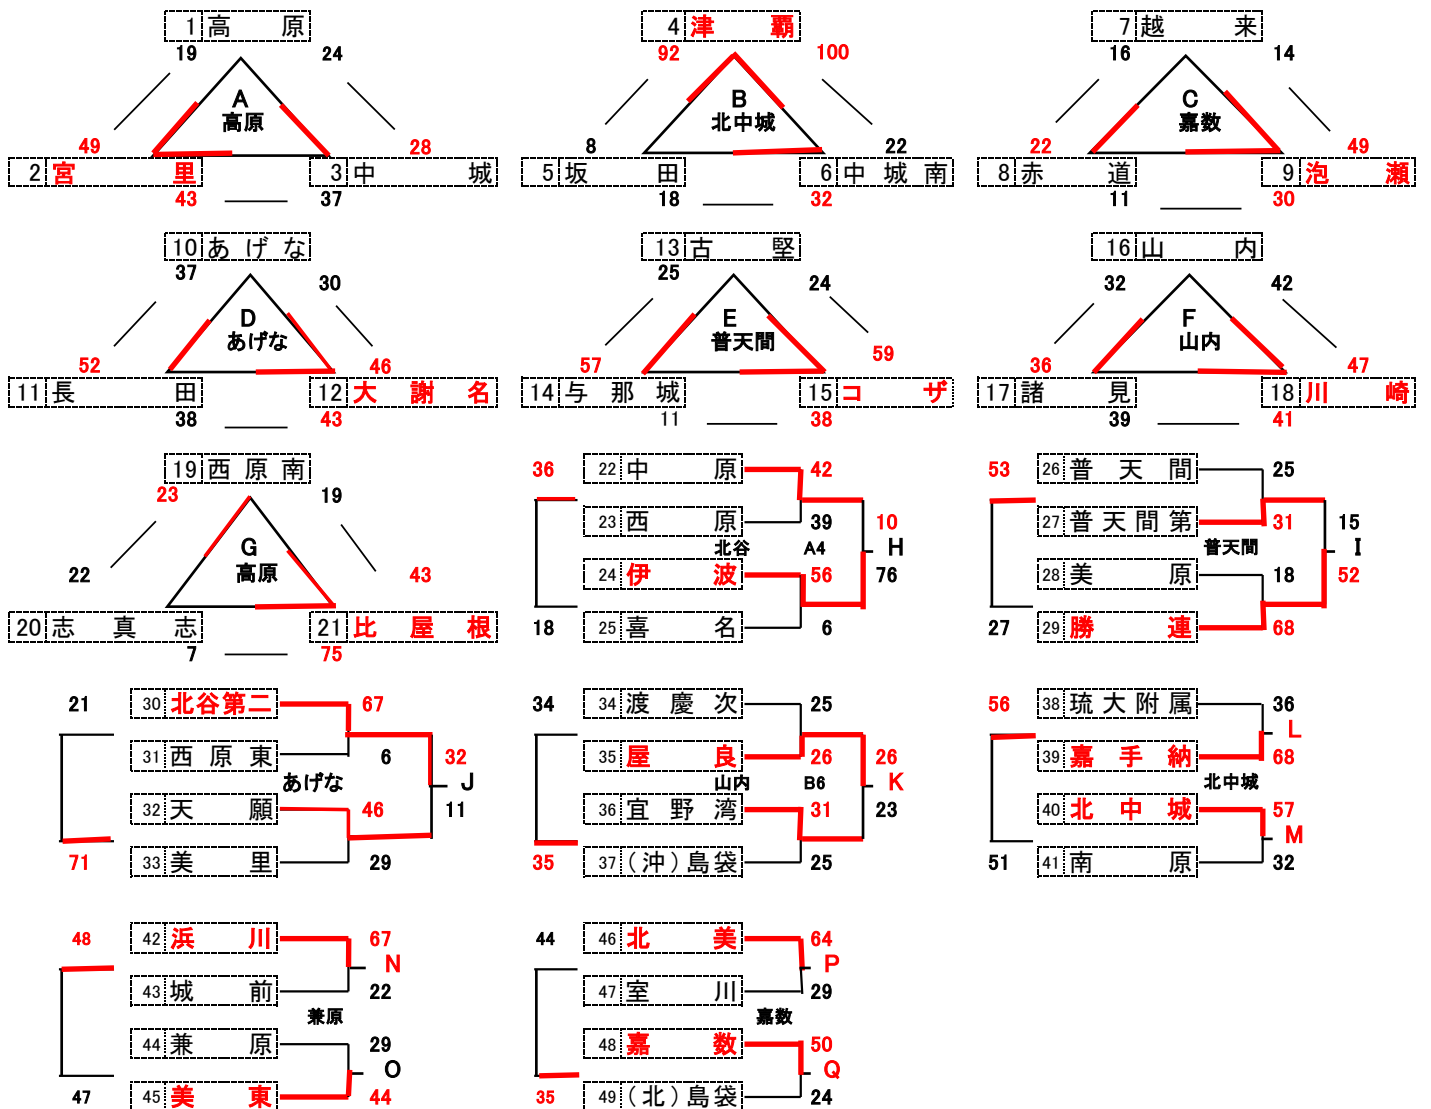 1 高原 4 津覇 7 越来
19 24 92 100 16 14
A B C
高原 北中城 嘉数
49 28 8 22 22 49
2 宮里 3 中城 5 坂田 6 中城南 8 赤道 9 泡瀬
43 37 18 32 11 30
10 あげな 13 古堅 16 山内
37 30 25 24 32 42
D E F
あげな 普天間 山内
52 46 57 59 36 47
11 長田 12 大謝名 14 与那城 15 コザ 17 諸見 18 川崎
38 43 11 38 39 41
19 西原南
23 19
G
高原
22 43
20 志真志 21 比屋根
7 75
36 22 中原 42
23 西原 39 10
北谷 A4 H
24 伊波 56 76
18 25 喜名 6
53 26 普天間 25
27 普天間第 31 15
普天間 I
28 美原 18 52
27 29 勝連 68
21 30 北谷第二 67
31 西原東 6 32
あげな J
32 天願 46 11
71 33 美里 29
34 34 渡慶次 25
35 屋良 26 26
山内 B6 K
36 宜野湾 31 23
35 37 (沖)島袋 25
56 38 琉大附属 36
L
39 嘉手納 68
北中城
40 北中城 57
M
51 41 南原 32
48 42 浜川 67
N
43 城前 22
兼原
44 兼原 29
O
47 45 美東 44
44 46 北美 64
P
47 室川 29
嘉数
48 嘉数 50
Q
35 49 (北)島袋 24